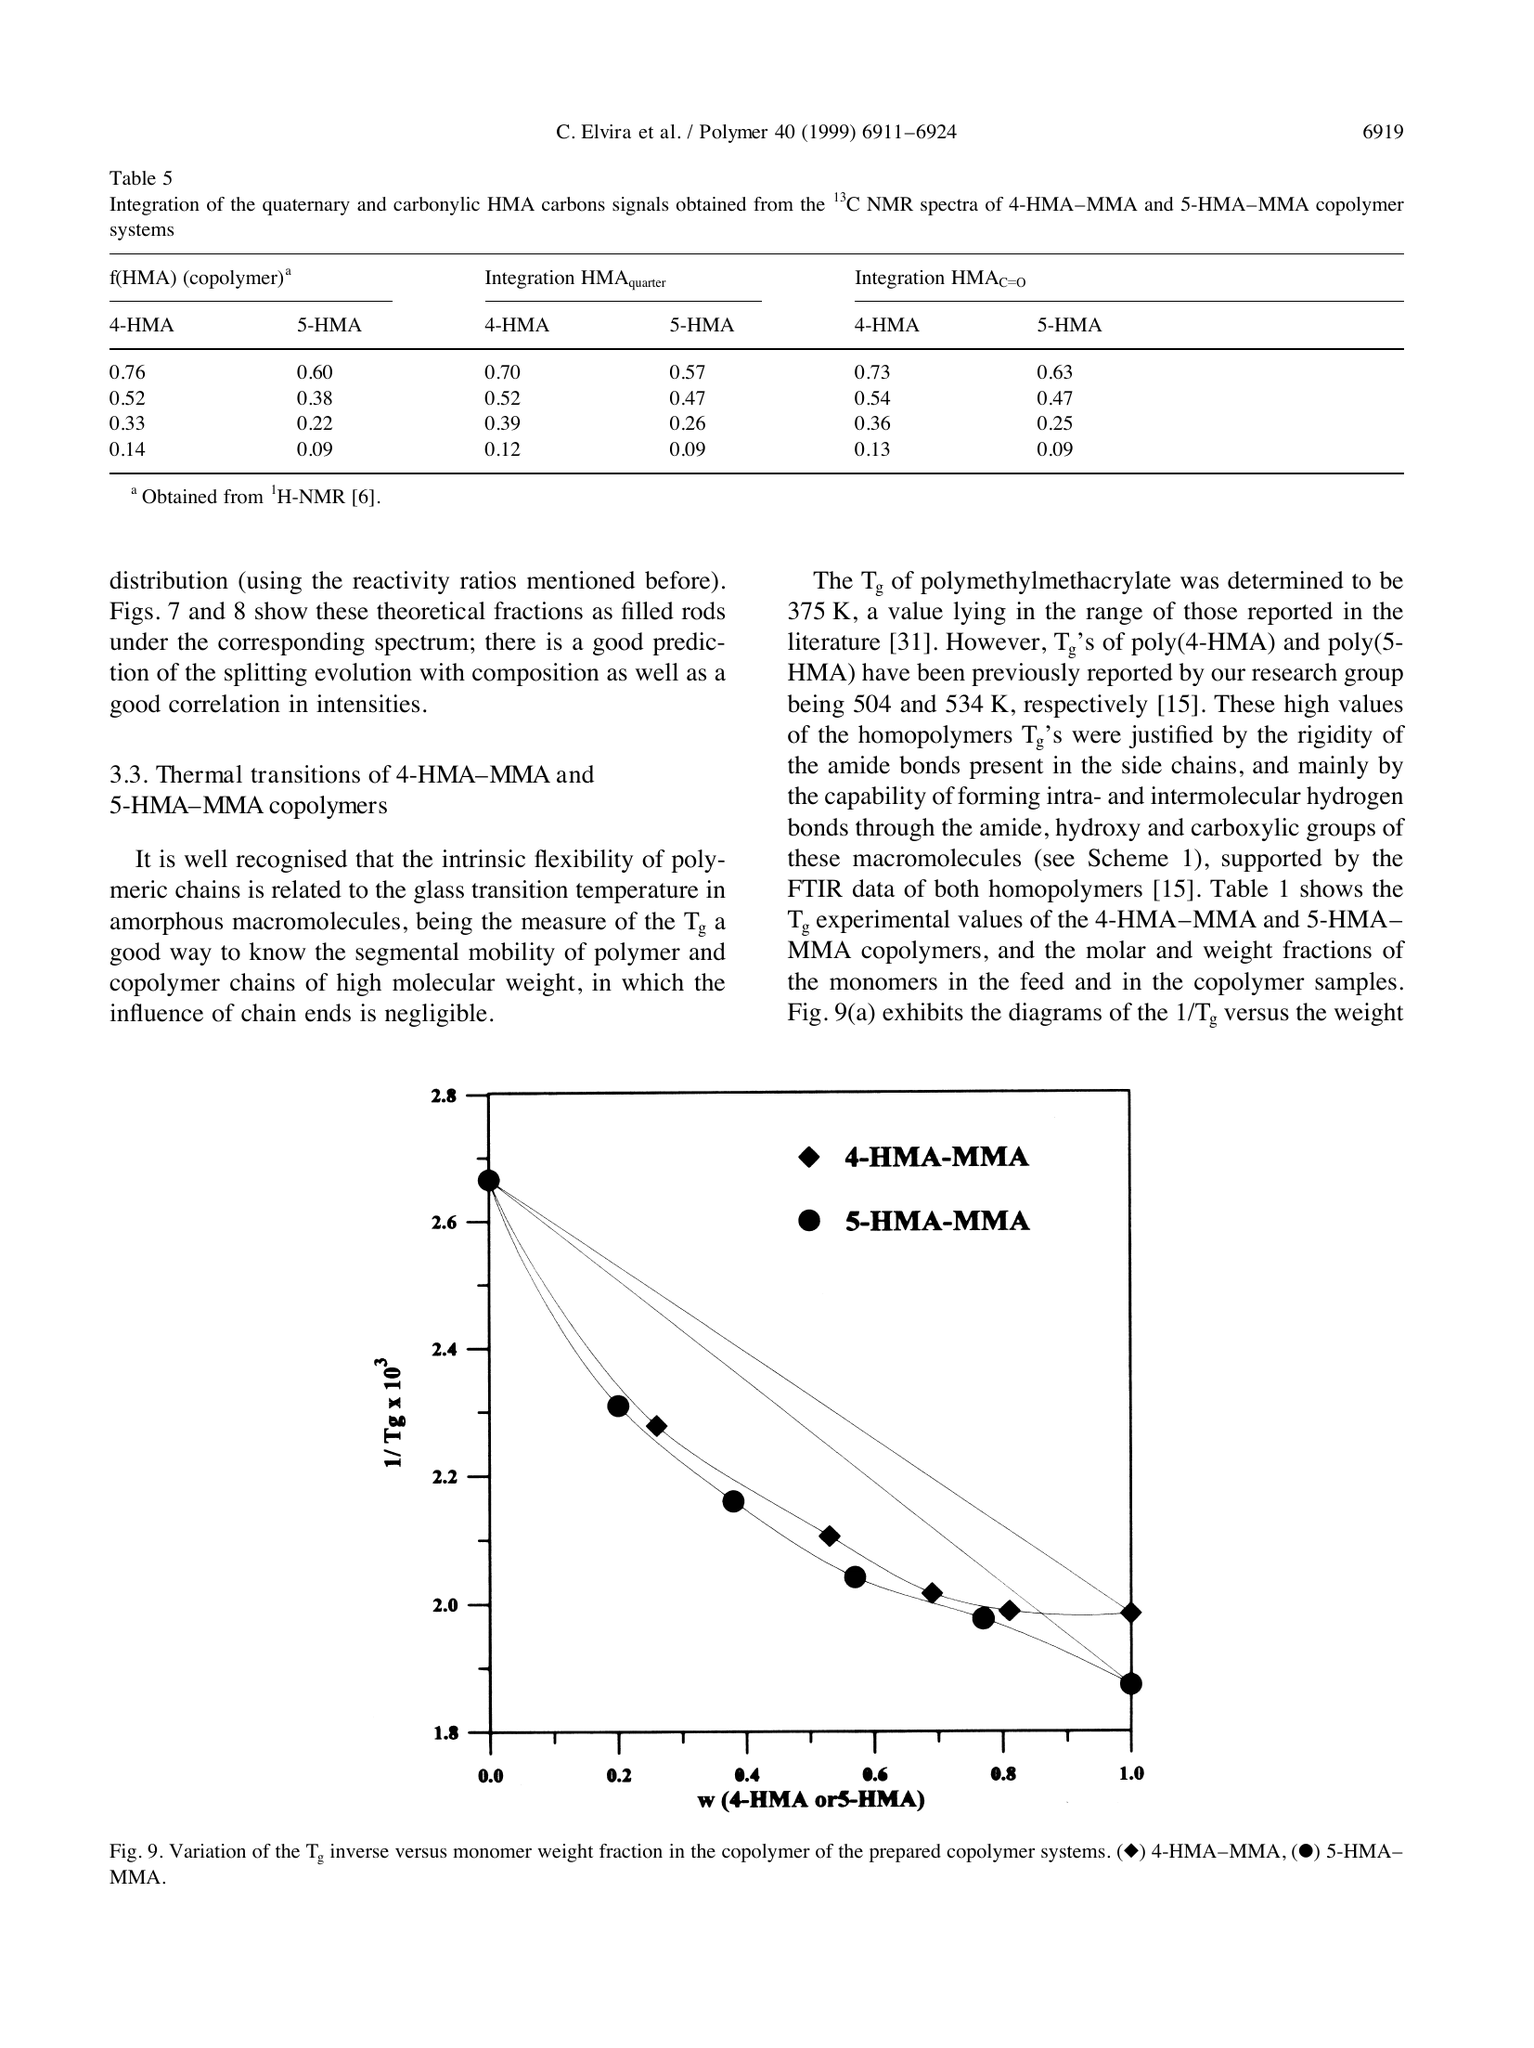 C. Elvira et al. / Polymer 40 (1999) 6911–6924 6919
Table 5
Integration of the quaternary and carbonylic HMA carbons signals obtained from the 13C NMR spectra of 4-HMA–MMA and 5-HMA–MMA copolymer
systems
f(HMA) (copolymer)a Integration HMAquarter Integration HMAC=O
4-HMA 5-HMA 4-HMA 5-HMA 4-HMA 5-HMA
0.76 0.60 0.70 0.57 0.73 0.63
0.52 0.38 0.52 0.47 0.54 0.47
0.33 0.22 0.39 0.26 0.36 0.25
0.14 0.09 0.12 0.09 0.13 0.09
a Obtained from 1H-NMR [6].
distribution (using the reactivity ratios mentioned before).
Figs. 7 and 8 show these theoretical fractions as filled rods
under the corresponding spectrum; there is a good predic-
tion of the splitting evolution with composition as well as a
good correlation in intensities.
3.3. Thermal transitions of 4-HMA–MMA and
5-HMA–MMA copolymers
It is well recognised that the intrinsic flexibility of poly-
meric chains is related to the glass transition temperature in
amorphous macromolecules, being the measure of the Tg a
good way to know the segmental mobility of polymer and
copolymer chains of high molecular weight, in which the
influence of chain ends is negligible.
The Tg of polymethylmethacrylate was determined to be
375 K, a value lying in the range of those reported in the
literature [31]. However, Tg's of poly(4-HMA) and poly(5-
HMA) have been previously reported by our research group
being 504 and 534 K, respectively [15]. These high values
of the homopolymers Tg's were justified by the rigidity of
the amide bonds present in the side chains, and mainly by
the capability of forming intra- and intermolecular hydrogen
bonds through the amide, hydroxy and carboxylic groups of
these macromolecules (see Scheme 1), supported by the
FTIR data of both homopolymers [15]. Table 1 shows the
Tg experimental values of the 4-HMA–MMA and 5-HMA–
MMA copolymers, and the molar and weight fractions of
the monomers in the feed and in the copolymer samples.
Fig. 9(a) exhibits the diagrams of the 1/Tg versus the weight
2.8
2.6
2.4
2.2
2.0
1.8
1/ Tg x 103
4-HMA-MMA
5-HMA-MMA
0.0 0.2 0.4 0.6 0.8 1.0
w (4-HMA or5-HMA)
Fig. 9. Variation of the Tg inverse versus monomer weight fraction in the copolymer of the prepared copolymer systems. (◆) 4-HMA–MMA, (●) 5-HMA–
MMA.